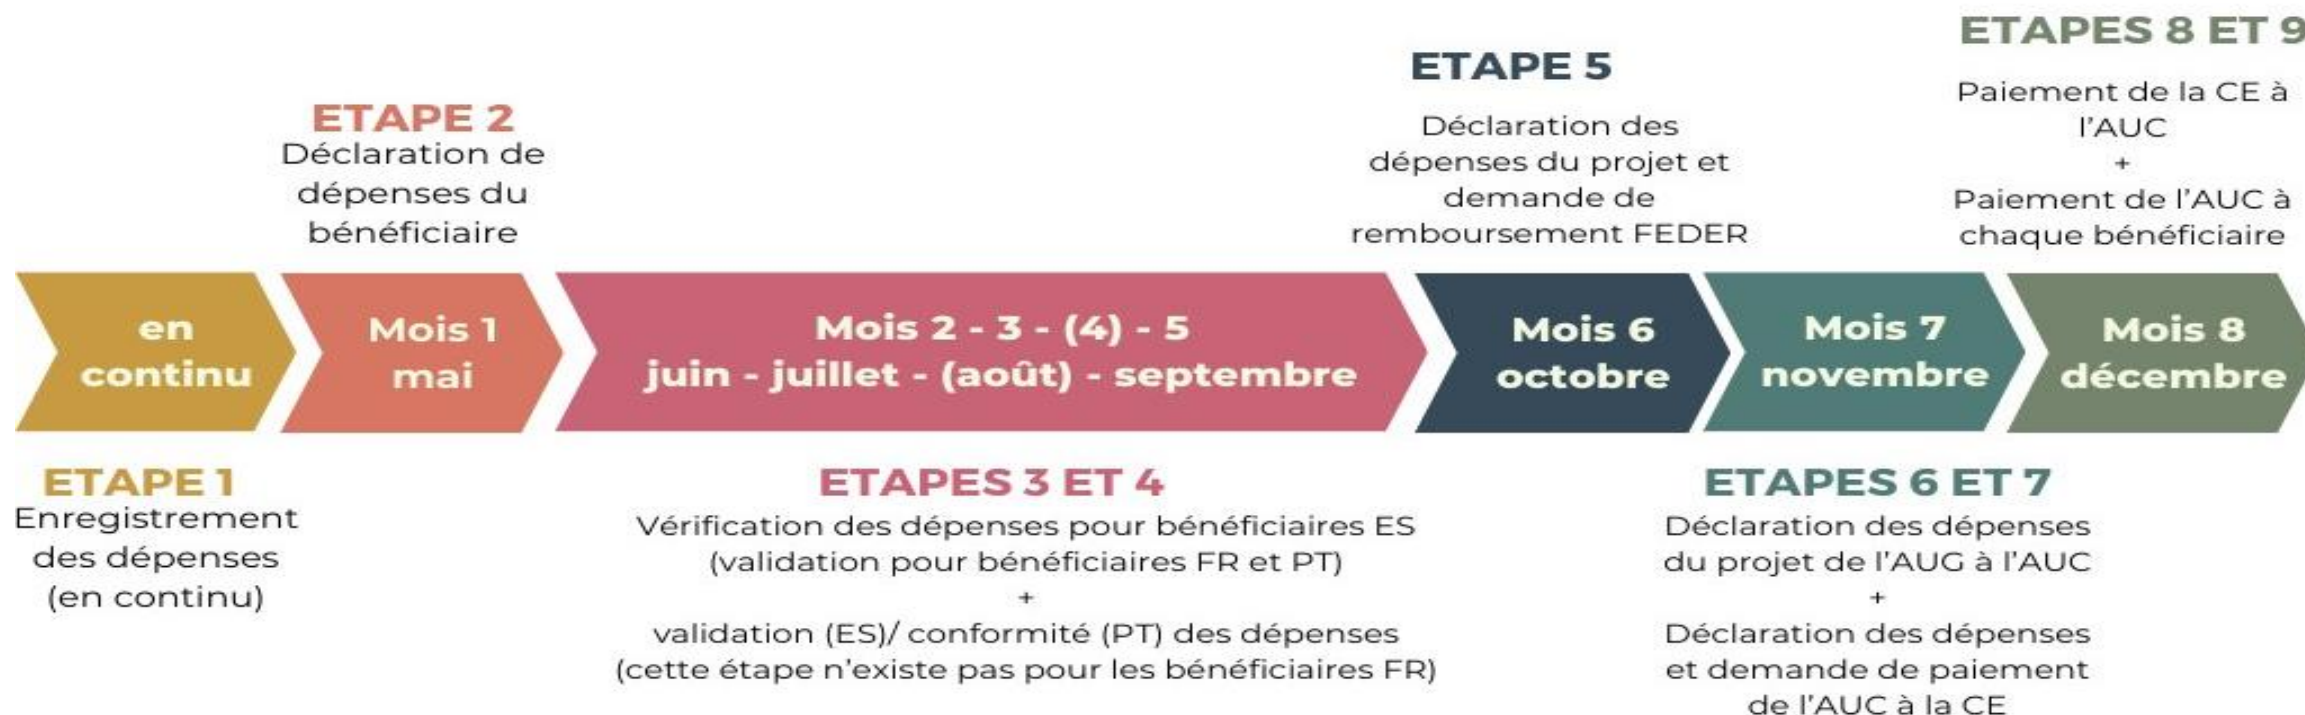 ETAPE 1
Enregistrement
des dépenses
(en continu)
en
continu
ETAPE 2
Déclaration de
dépenses du
bénéficiaire
Mois 1
mai
Mois 2 - 3 - (4) - 5
juin - juillet - (août) - septembre
ETAPES 3 ET 4
Vérification des dépenses pour bénéficiaires ES
(validation pour bénéficiaires FR et PT)
+
validation (ES)/ conformité (PT) des dépenses
(cette étape n'existe pas pour les bénéficiaires FR)
ETAPE 5
Déclaration des
dépenses du projet et
demande de
remboursement FEDER
Mois 6
octobre
Mois 7
novembre
ETAPES 6 ET 7
Déclaration des dépenses
du projet de l'AUG à l'AUC
+
Déclaration des dépenses
et demande de paiement
de l'AUC à la CE
ETAPES 8 ET 9
Paiement de la CE à
l'AUC
+
Paiement de l'AUC à
chaque bénéficiaire
Mois 8
décembre